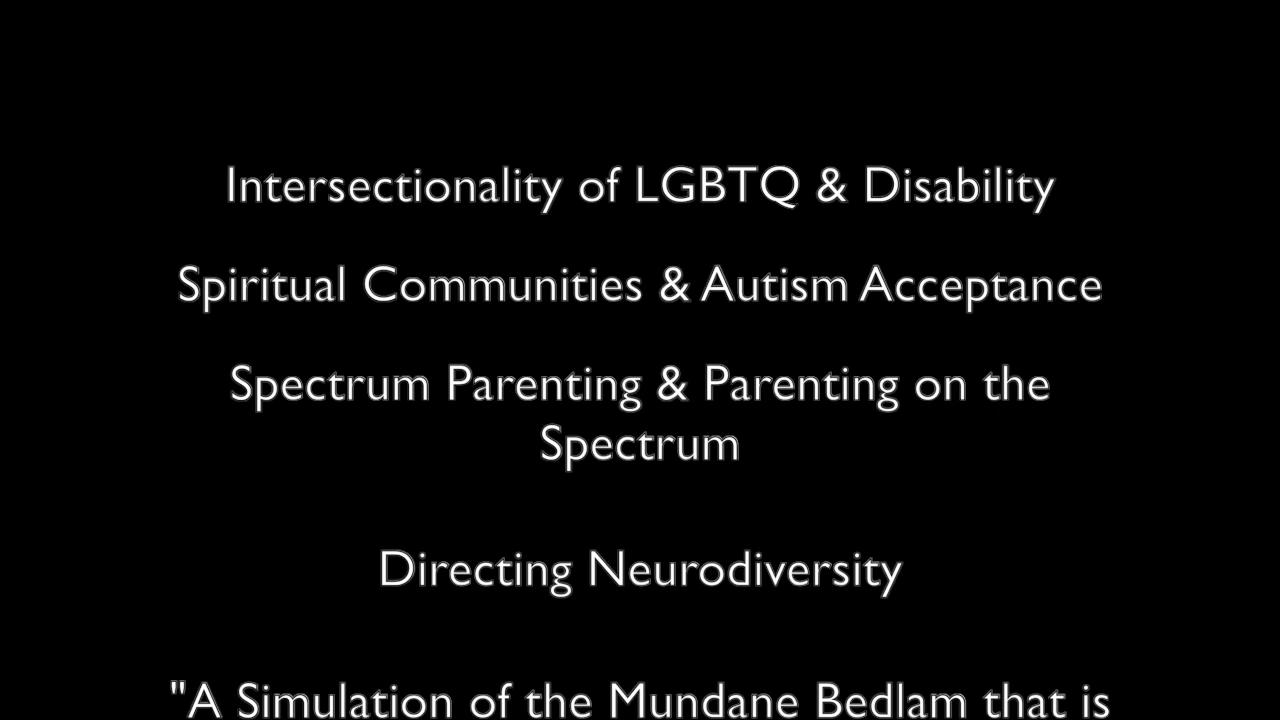 Intersectionality of LGBTQ & Disability
Spiritual Communities & Autism Acceptance
Spectrum Parenting & Parenting on the
Spectrum
Directing Neurodiversity
"A Simulation of the Mundane Bedlam that is